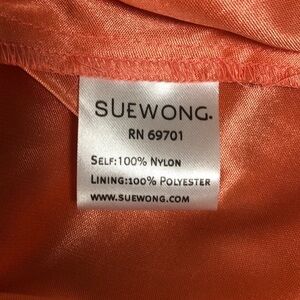 SUEWONG.
RN 69701
SELF:100% NYLON
LINING:100% POLYESTER
WWW.SUEWONG.COM